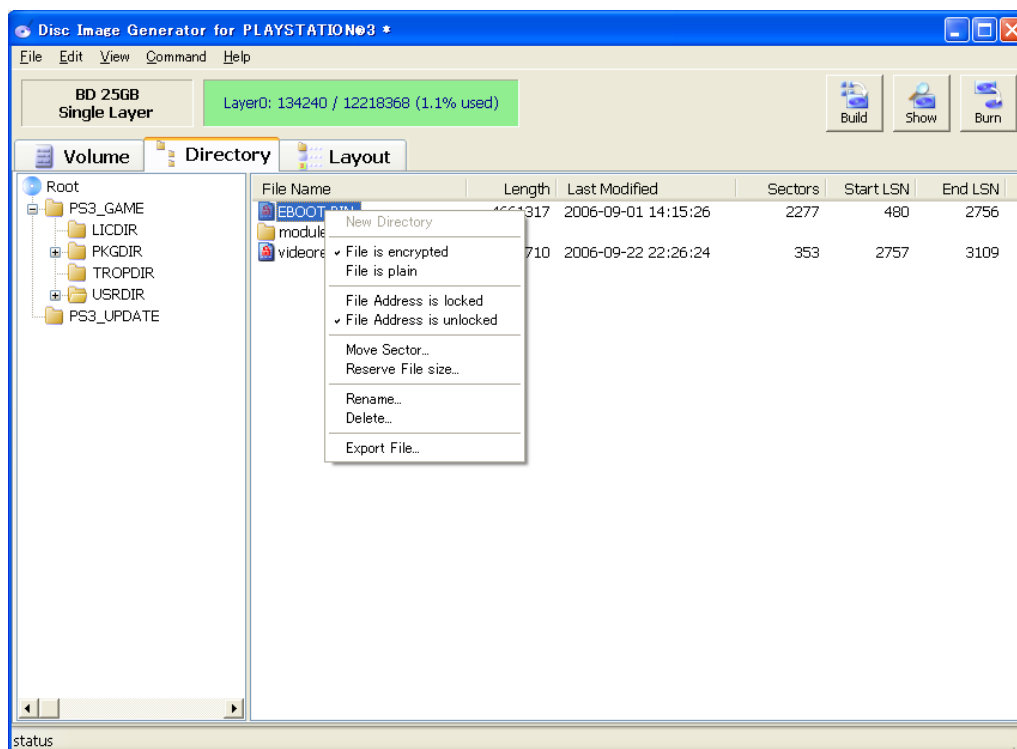 Disc Image Generator for PLAYSTATION®3 *
File Edit View Command Help
BD 25GB
Single Layer
Layer0: 134240 / 12218368 (1.1% used)
Build Show Burn
Volume Directory Layout
Root
PS3_GAME
LICDIR
PKGDIR
TROPDIR
USRDIR
PS3_UPDATE
File Name Length Last Modified Sectors Start LSN End LSN
EBOOT.BIN 4661317 2006-09-01 14:15:26 2277 480 2756
module
videore 710 2006-09-22 22:26:24 353 2757 3109
New Directory
File is encrypted
File is plain
File Address is locked
File Address is unlocked
Move Sector...
Reserve File size...
Rename...
Delete...
Export File...
status